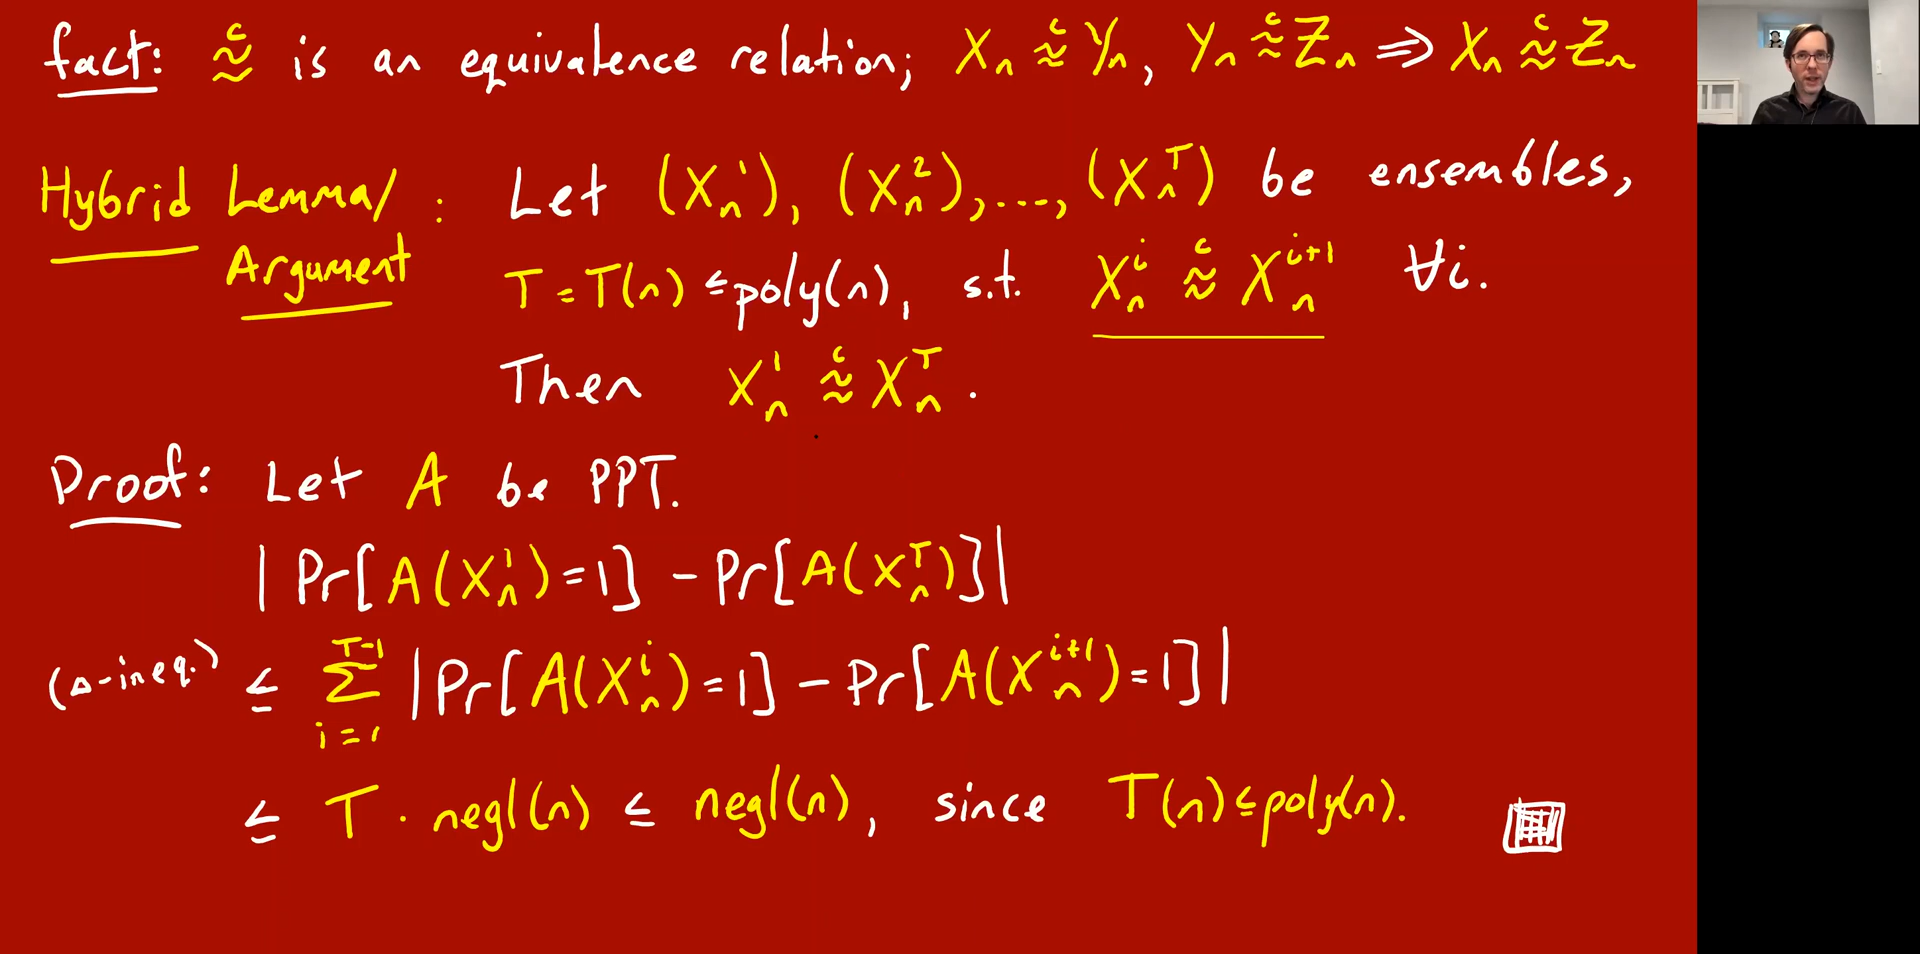 fact: ≈ᶜ is an equivalence relation; Xₙ ≈ᶜ Yₙ, Yₙ ≈ᶜ Zₙ ⇒ Xₙ ≈ᶜ Zₙ
Hybrid Lemma/Argument: Let (Xₙ¹), (Xₙ²), ..., (Xₙᵀ) be ensembles,
T = T(n) ≤ poly(n), s.t. Xₙⁱ ≈ᶜ Xₙⁱ⁺¹ ∀i.
Then Xₙ¹ ≈ᶜ Xₙᵀ.
Proof: Let A be PPT.
|Pr[A(Xₙ¹)=1] - Pr[A(Xₙᵀ)]|
(Δ-ineq.) ≤ Σᵢ₌₁ᵀ⁻¹ |Pr[A(Xₙⁱ)=1] - Pr[A(Xₙⁱ⁺¹)=1]|
≤ T · negl(n) ≤ negl(n), since T(n) ≤ poly(n).